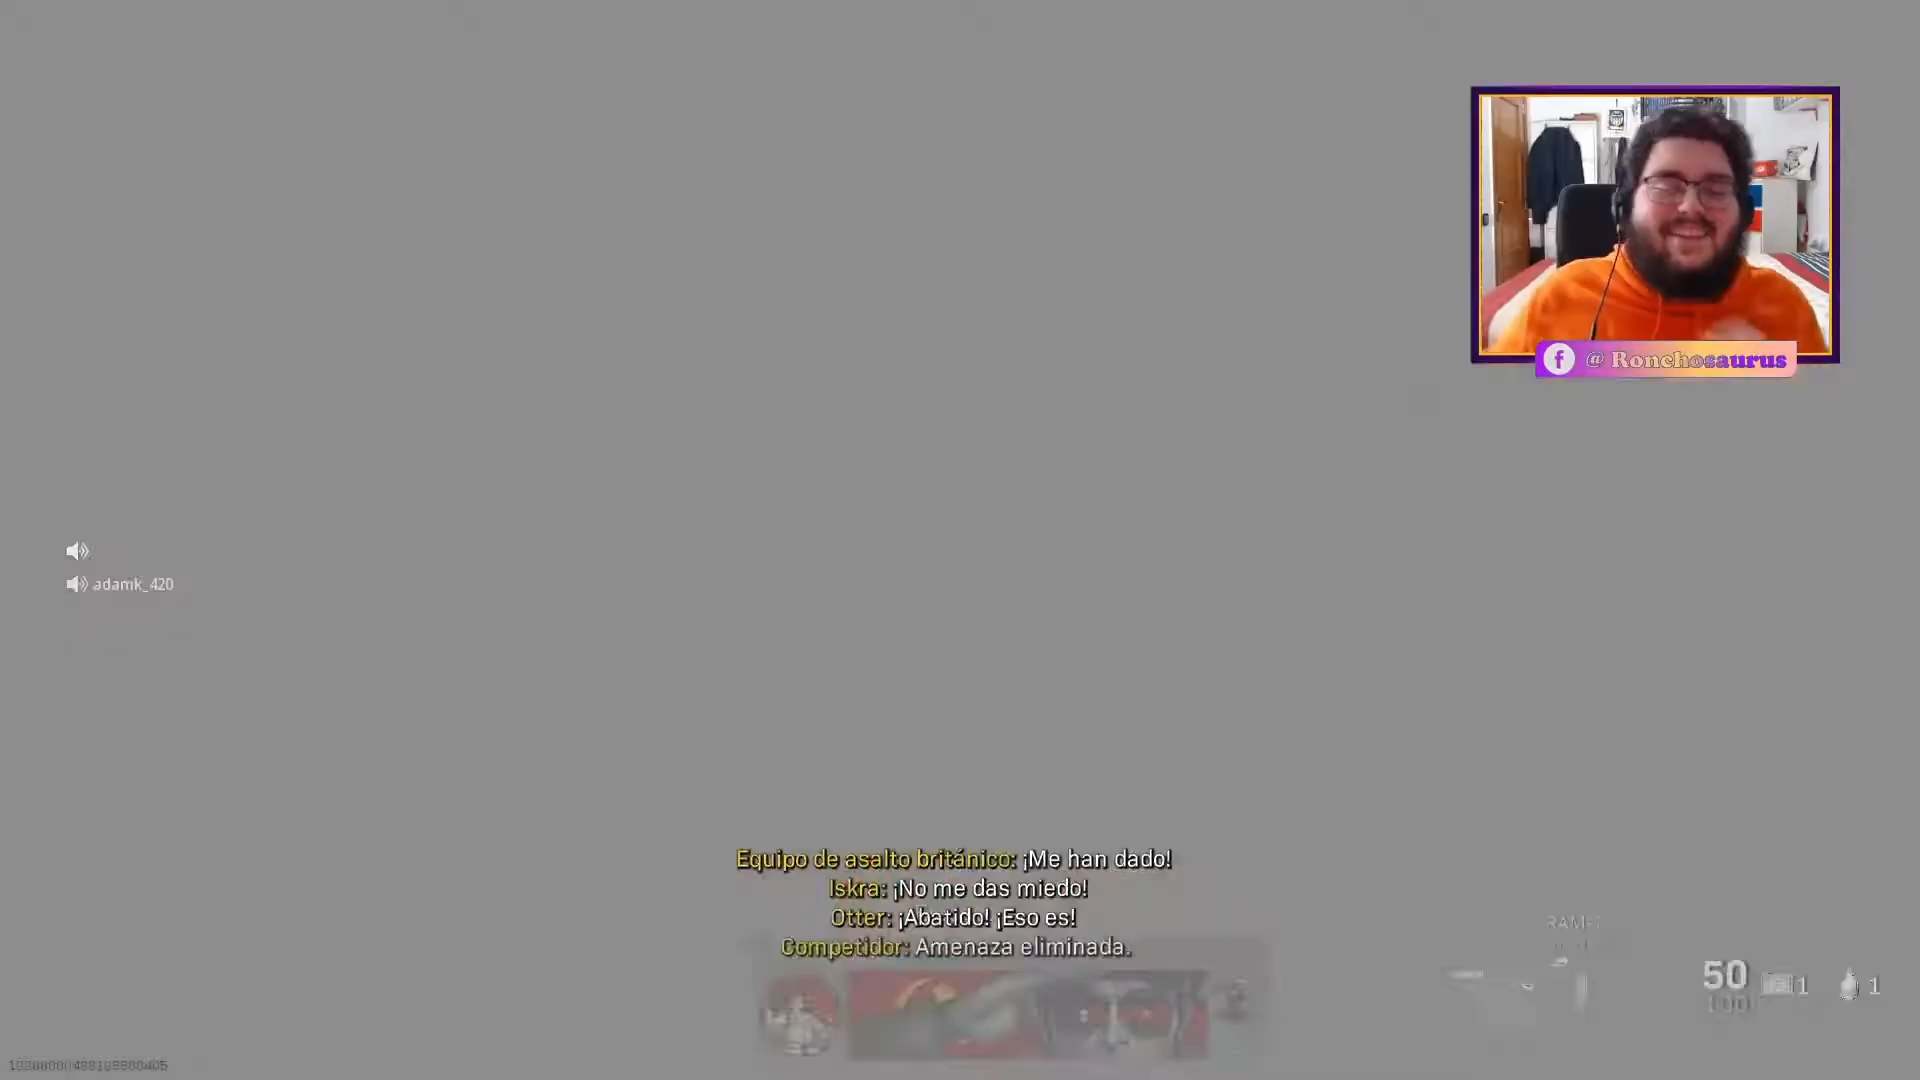 @ Ronchosaurus
adamk_420
Equipo de asalto británico: ¡Me han dado!
Iskra: ¡No me das miedo!
Otter: ¡Abatido! ¡Eso es!
Competidor: Amenaza eliminada.
50
1
1
100